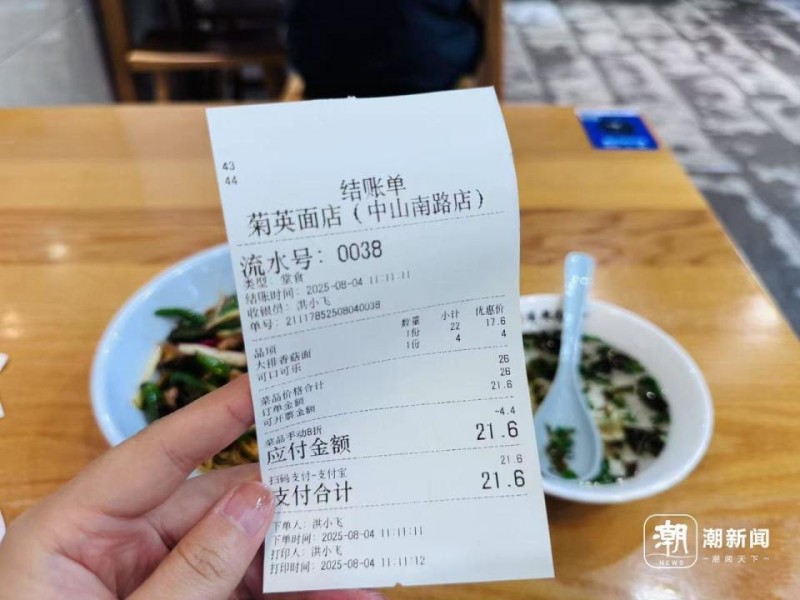 43
44
结账单
菊英面店(中山南路店)
流水号: 0038
类型: 堂食
结账时间: 2025-08-04 11:11:11
收银员: 洪小飞
单号: 21117852508040038
品项 数量 小计 优惠价
大排香菇面 1份 22 17.6
可口可乐 1份 4 4
菜品价格合计 26
订单金额 26
可开票金额 21.6
菜品手动8折 -4.4
应付金额 21.6
扫码支付-支付宝 21.6
支付合计 21.6
下单人: 洪小飞
下单时间: 2025-08-04 11:11:11
打印人: 洪小飞
打印时间: 2025-08-04 11:11:12
潮 NEWS 潮新闻
潮阅天下